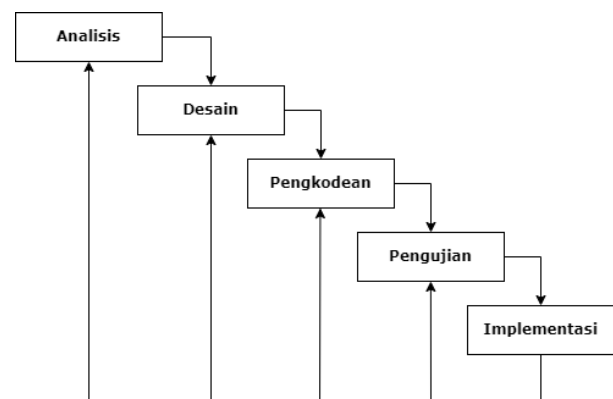 Analisis
Desain
Pengkodean
Pengujian
Implementasi